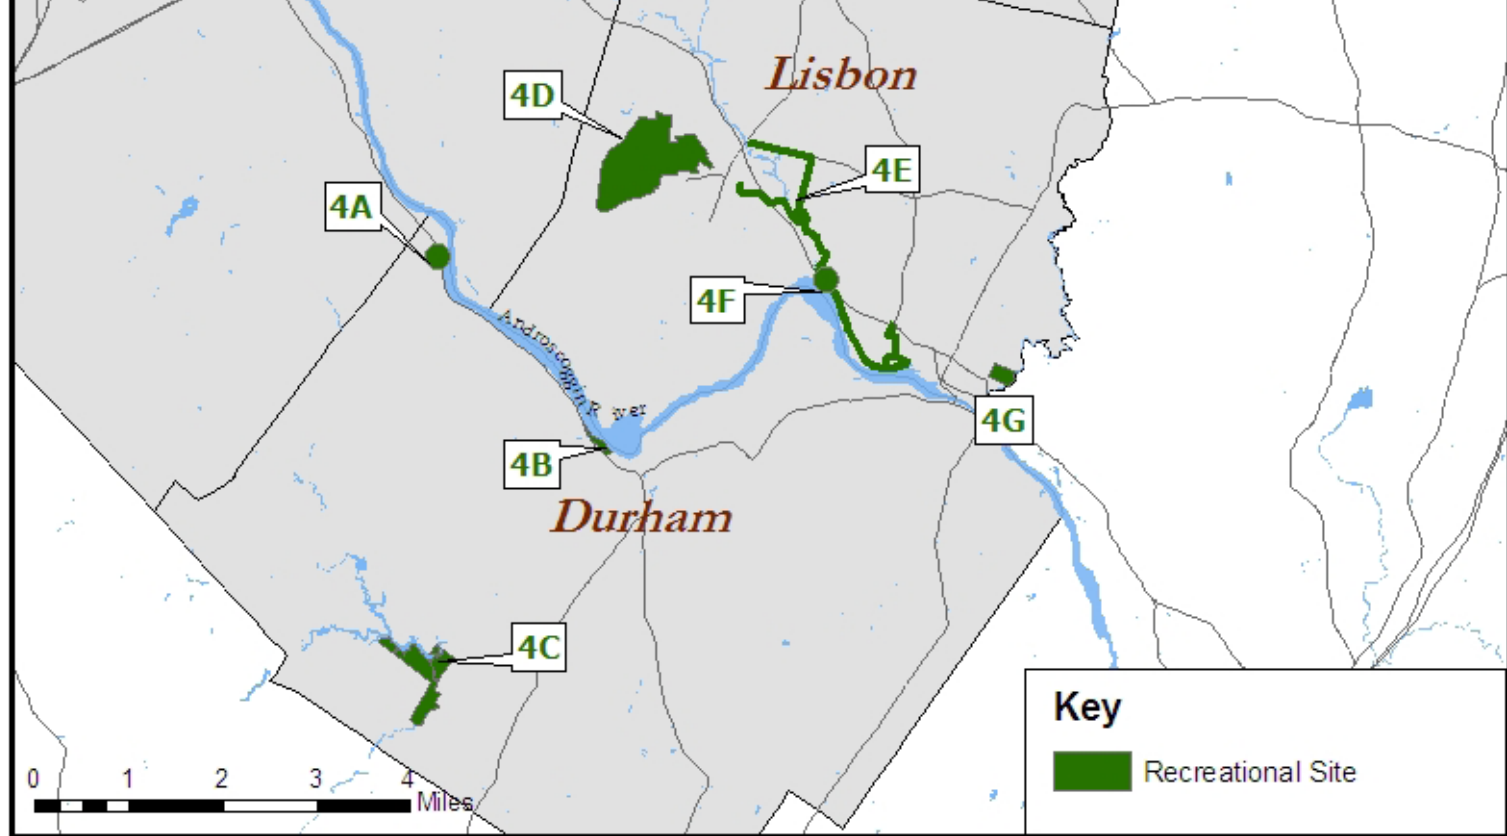 Lisbon
4D
4E
4A
4F
Androscoggin River
4G
4B
Durham
4C
Key
Recreational Site
0 1 2 3 4
Miles